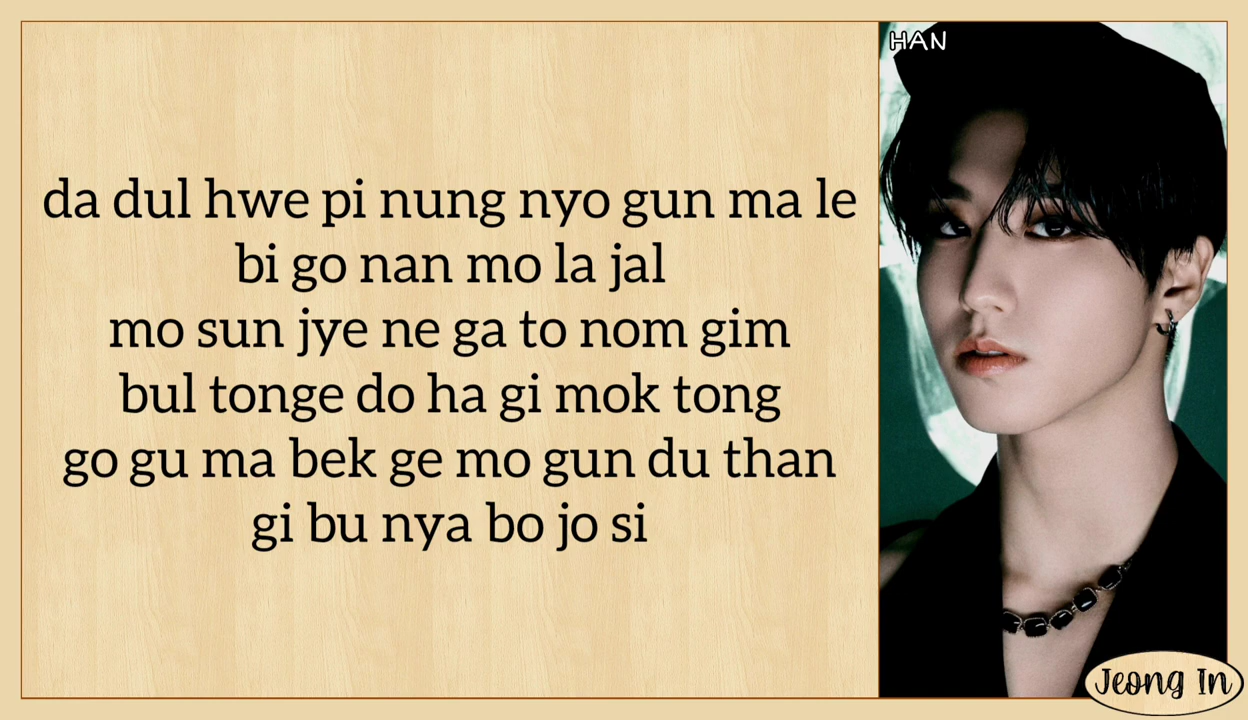 da dul hwe pi nung nyo gun ma le
bi go nan mo la jal
mo sun jye ne ga to nom gim
bul tonge do ha gi mok tong
go gu ma bek ge mo gun du than
gi bu nya bo jo si
HAN
Jeong In